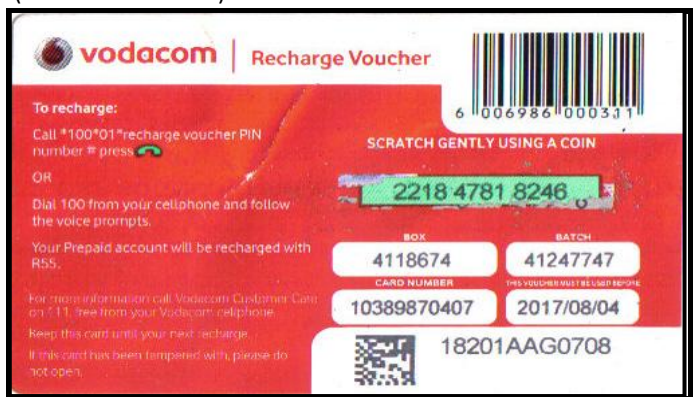 vodacom | Recharge Voucher
6 006986 000311
To recharge:
Call *100*01*recharge voucher PIN
number # press
OR
Dial 100 from your cellphone and follow
the voice prompts.
Your Prepaid account will be recharged with
R55.
For more information call Vodacom Customer Care
on 111, free from your Vodacom cellphone.
Keep this card until your next recharge.
If this card has been tampered with, please do
not open.
SCRATCH GENTLY USING A COIN
2218 4781 8246
BOX BATCH
4118674 41247747
CARD NUMBER THIS VOUCHER MUST BE USED BEFORE
10389870407 2017/08/04
18201AAG0708